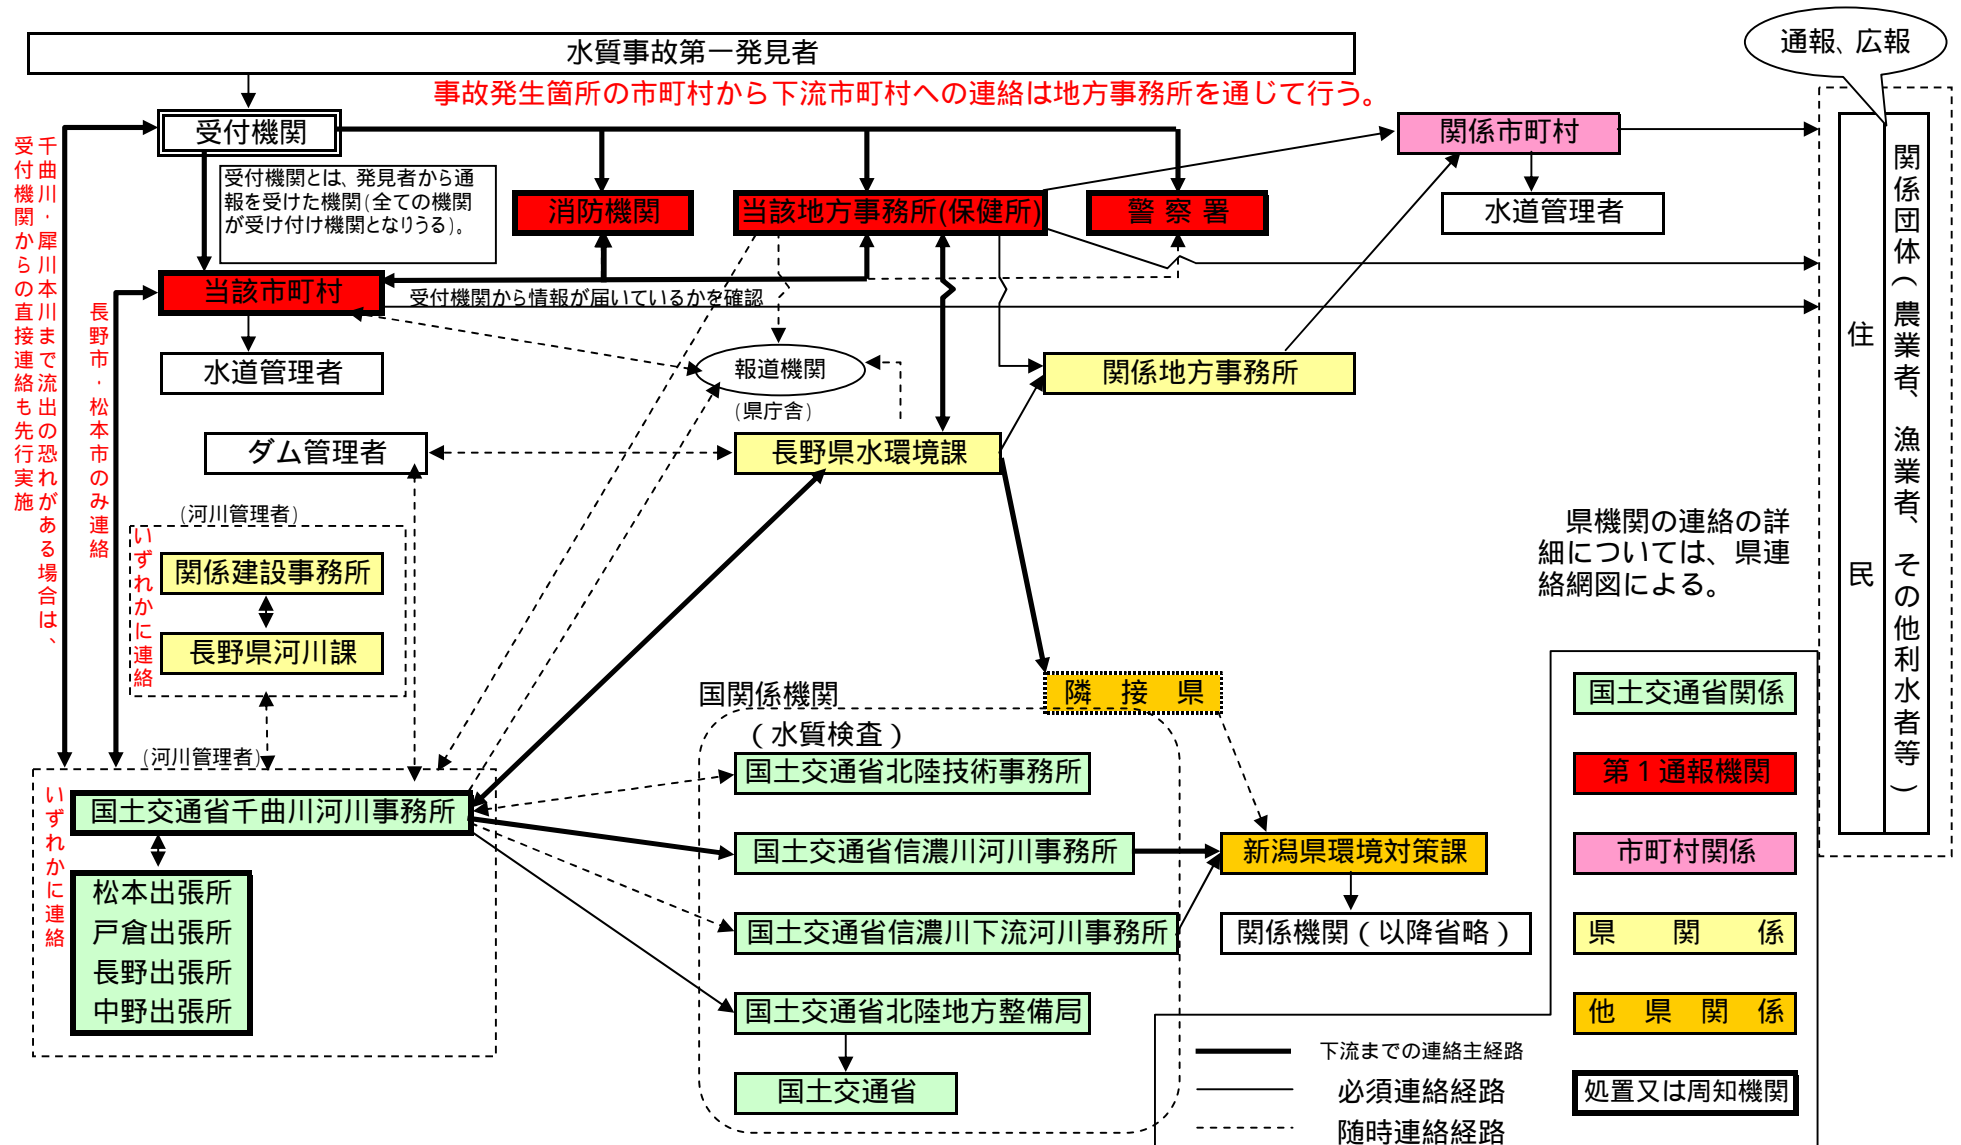 水質事故第一発見者
通報、広報
事故発生箇所の市町村から下流市町村への連絡は地方事務所を通じて行う。
受付機関
関係市町村
千曲川・犀川本川まで流出の恐れがある場合は、
受付機関からの直接連絡も先行実施
受付機関とは、発見者から通
報を受けた機関(全ての機関
が受け付け機関となりうる)。
消防機関
当該地方事務所(保健所)
警察署
水道管理者
関係団体(農業者、漁業者、その他利水者等)
住民
当該市町村
受付機関から情報が届いているかを確認
長野市・松本市のみ連絡
水道管理者
報道機関
(県庁舎)
関係地方事務所
ダム管理者
長野県水環境課
(河川管理者)
いずれかに連絡
関係建設事務所
長野県河川課
県機関の連絡の詳
細については、県連
絡網図による。
国関係機関
隣 接 県
国土交通省関係
(水質検査)
(河川管理者)
国土交通省北陸技術事務所
第1通報機関
いずれかに連絡
国土交通省千曲川河川事務所
国土交通省信濃川河川事務所
新潟県環境対策課
市町村関係
松本出張所
戸倉出張所
長野出張所
中野出張所
国土交通省信濃川下流河川事務所
関係機関(以降省略)
県 関 係
国土交通省北陸地方整備局
他 県 関 係
下流までの連絡主経路
国土交通省
必須連絡経路
処置又は周知機関
随時連絡経路